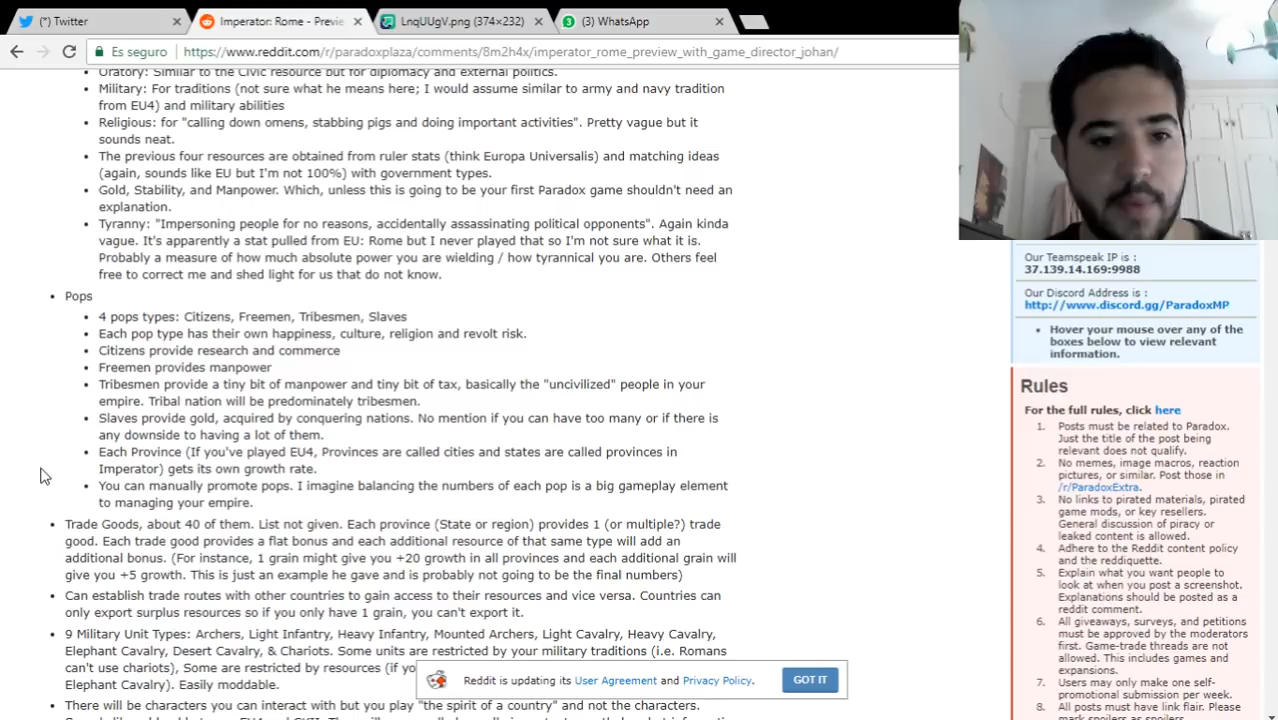 (*) Twitter
Imperator: Rome - Previe
LnqUUgV.png (374×232)
(3) WhatsApp
Es seguro
https://www.reddit.com/r/paradoxplaza/comments/8m2h4x/imperator_rome_preview_with_game_director_johan/
Oratory: Similar to the Civic resource but for diplomacy and external politics.
Military: For traditions (not sure what he means here; I would assume similar to army and navy tradition
from EU4) and military abilities
Religious: for "calling down omens, stabbing pigs and doing important activities". Pretty vague but it
sounds neat.
The previous four resources are obtained from ruler stats (think Europa Universalis) and matching ideas
(again, sounds like EU but I'm not 100%) with government types.
Gold, Stability, and Manpower. Which, unless this is going to be your first Paradox game shouldn't need an
explanation.
Tyranny: "Impersoning people for no reasons, accidentally assassinating political opponents". Again kinda
vague. It's apparently a stat pulled from EU: Rome but I never played that so I'm not sure what it is.
Probably a measure of how much absolute power you are wielding / how tyrannical you are. Others feel
free to correct me and shed light for us that do not know.
Pops
4 pops types: Citizens, Freemen, Tribesmen, Slaves
Each pop type has their own happiness, culture, religion and revolt risk.
Citizens provide research and commerce
Freemen provides manpower
Tribesmen provide a tiny bit of manpower and tiny bit of tax, basically the "uncivilized" people in your
empire. Tribal nation will be predominately tribesmen.
Slaves provide gold, acquired by conquering nations. No mention if you can have too many or if there is
any downside to having a lot of them.
Each Province (If you've played EU4, Provinces are called cities and states are called provinces in
Imperator) gets its own growth rate.
You can manually promote pops. I imagine balancing the numbers of each pop is a big gameplay element
to managing your empire.
Trade Goods, about 40 of them. List not given. Each province (State or region) provides 1 (or multiple?) trade
good. Each trade good provides a flat bonus and each additional resource of that same type will add an
additional bonus. (For instance, 1 grain might give you +20 growth in all provinces and each additional grain will
give you +5 growth. This is just an example he gave and is probably not going to be the final numbers)
Can establish trade routes with other countries to gain access to their resources and vice versa. Countries can
only export surplus resources so if you only have 1 grain, you can't export it.
9 Military Unit Types: Archers, Light Infantry, Heavy Infantry, Mounted Archers, Light Cavalry, Heavy Cavalry,
Elephant Cavalry, Desert Cavalry, & Chariots. Some units are restricted by your military traditions (i.e. Romans
can't use chariots), Some are restricted by resources (if yo
Elephant Cavalry). Easily moddable.
There will be characters you can interact with but you play "the spirit of a country" and not the characters.
Reddit is updating its User Agreement and Privacy Policy.
GOT IT
Our Teamspeak IP is :
37.139.14.169:9988
Our Discord Address is :
http://www.discord.gg/ParadoxMP
Hover your mouse over any of the
boxes below to view relevant
information.
Rules
For the full rules, click here
1. Posts must be related to Paradox.
Just the title of the post being
relevant does not qualify.
2. No memes, image macros, reaction
pictures, or similar. Post those in
/r/ParadoxExtra.
3. No links to pirated materials, pirated
game mods, or key resellers.
General discussion of piracy or
leaked content is allowed.
4. Adhere to the Reddit content policy
and the rediquette.
5. Explain what you want people to
look at when you post a screenshot.
Explanations should be posted as a
reddit comment.
6. All giveaways, surveys, and petitions
must be approved by the moderators
first. Game-trade threads are not
allowed. This includes games and
expansions.
7. Users may only make one self-
promotional submission per week.
8. All posts must have link flair. Please
mark spoilers as spoilers